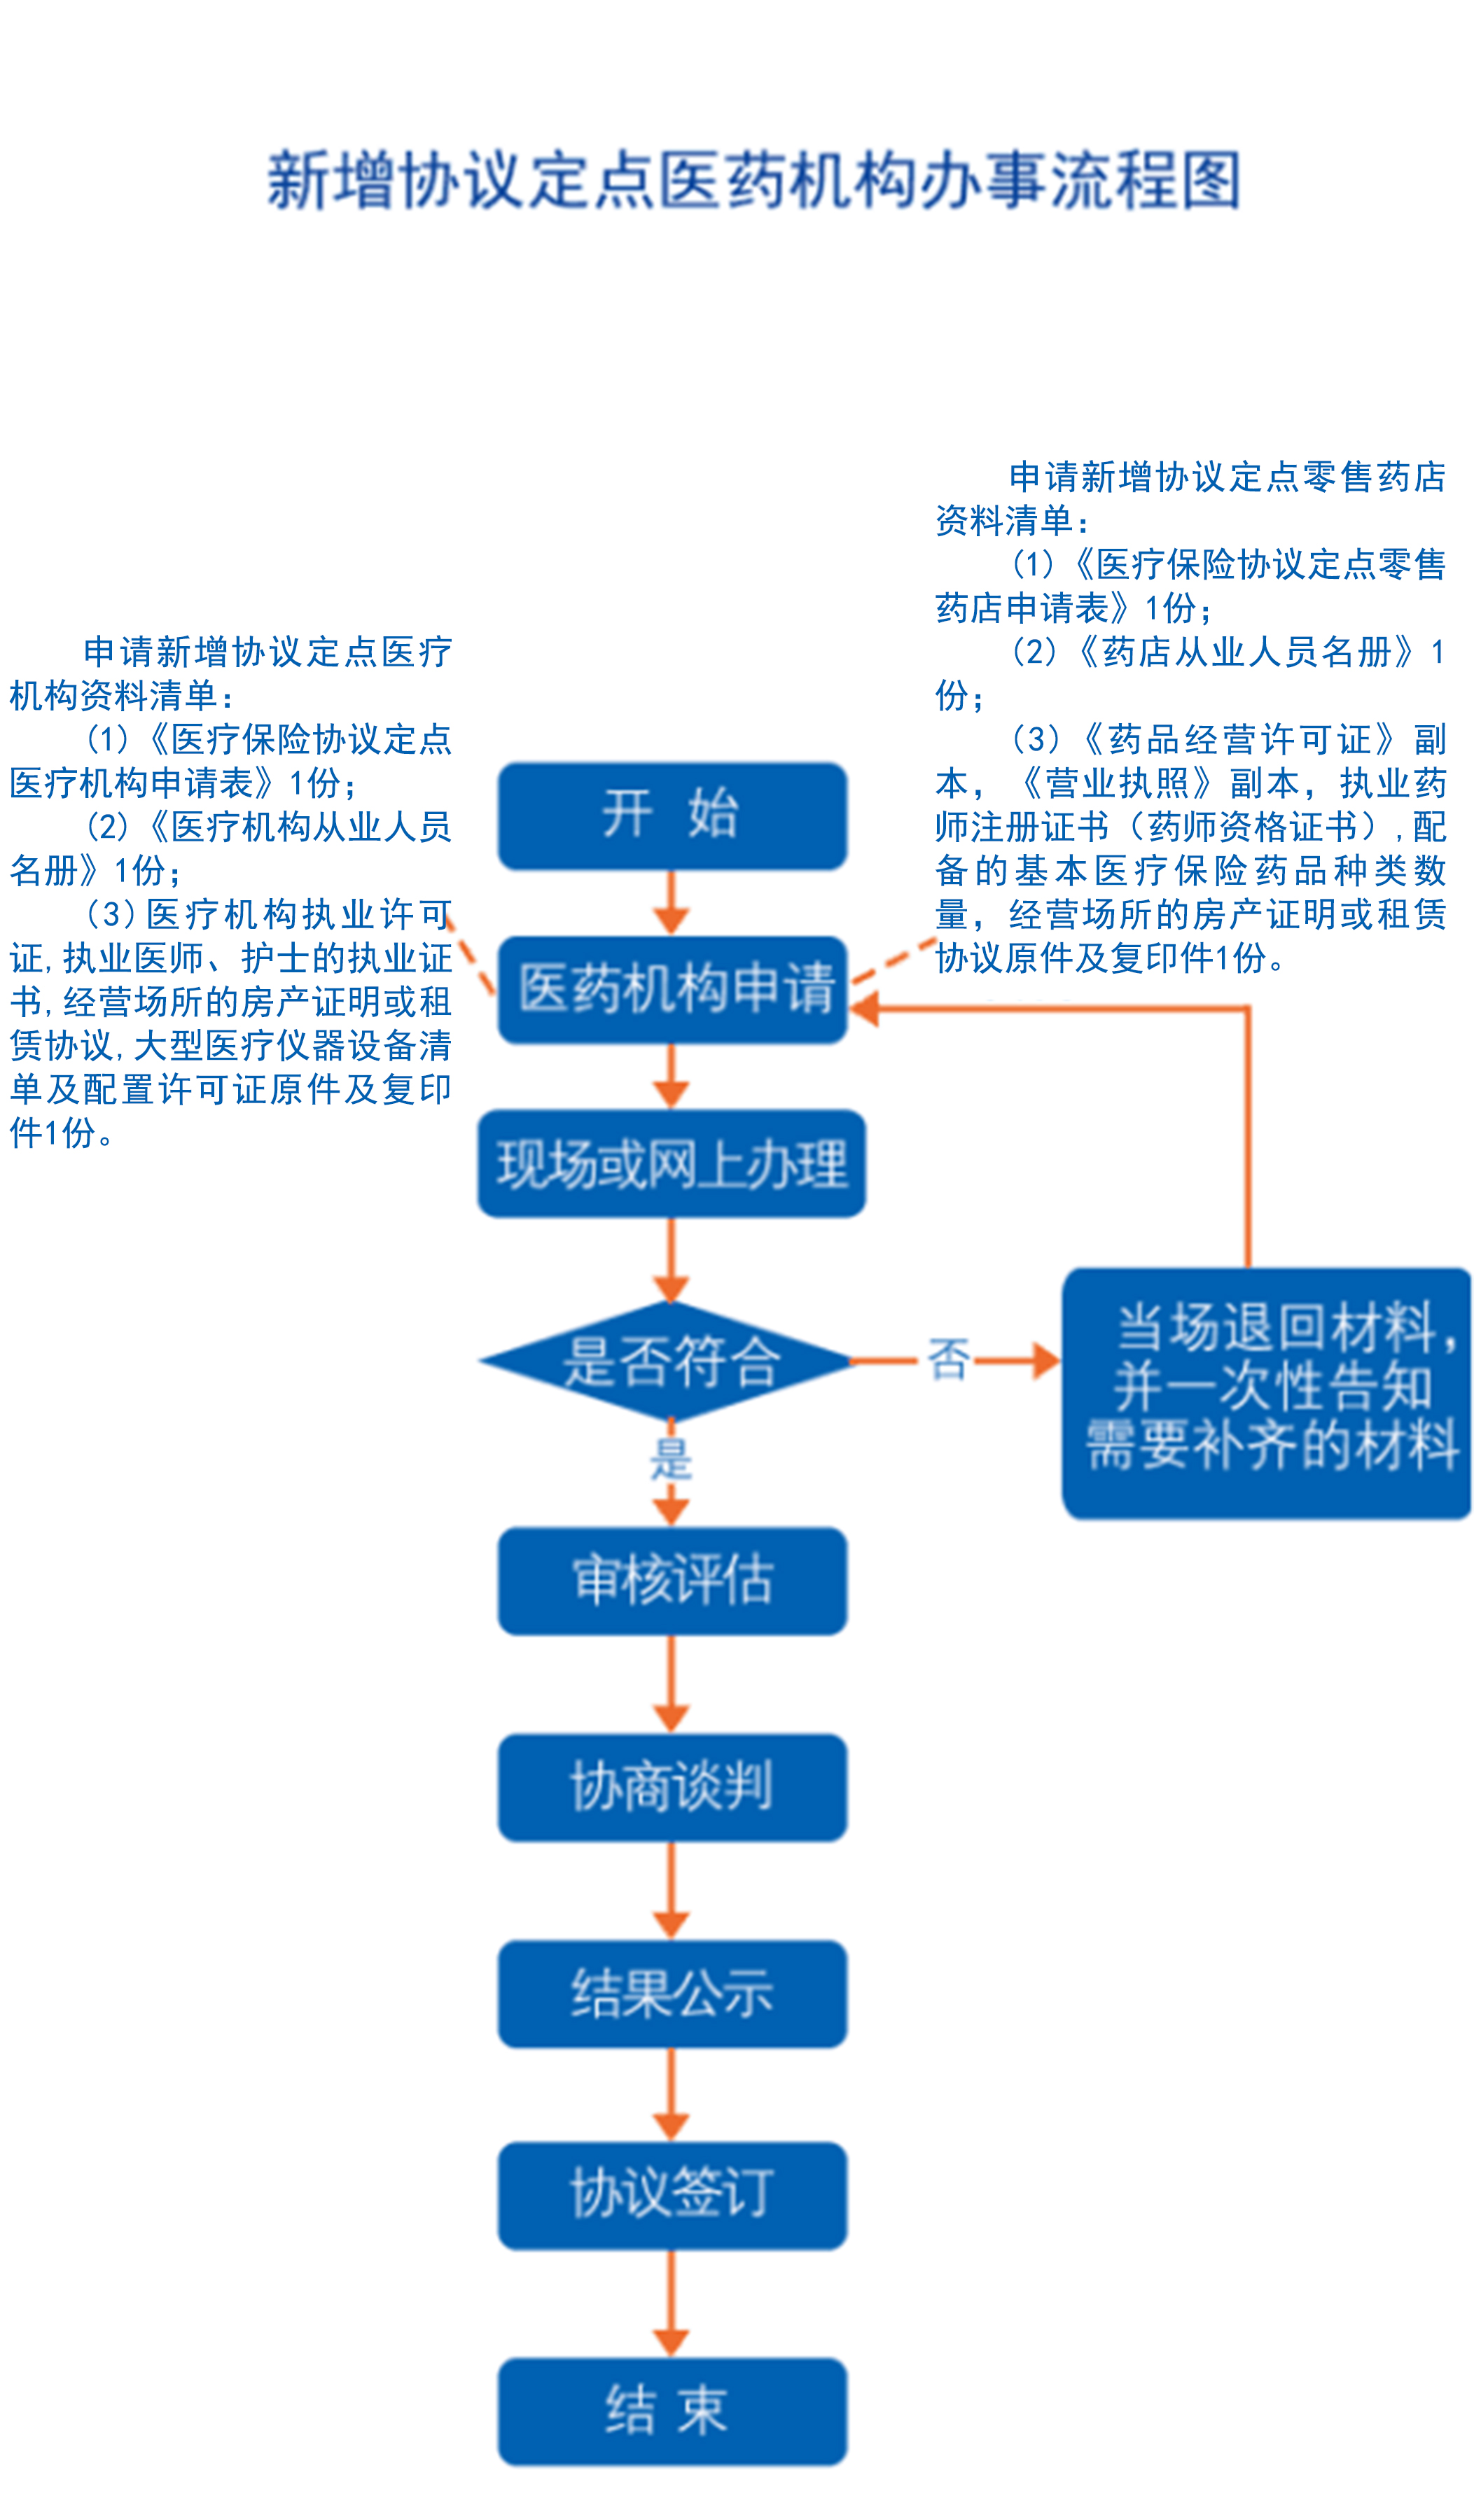 新增协议定点医药机构办事流程图
申请新增协议定点零售药店
资料清单：
(1)《医疗保险协议定点零售
药店申请表》1份；
(2)《药店从业人员名册》1
份；
(3)《药品经营许可证》副
本，《营业执照》副本，执业药
师注册证书（药师资格证书）,配
备的基本医疗保险药品种类数
量，经营场所的房产证明或租赁
协议原件及复印件1份。
申请新增协议定点医疗
机构资料清单：
(1)《医疗保险协议定点
医疗机构申请表》1份；
(2)《医疗机构从业人员
名册》1份；
(3)医疗机构执业许可
证,执业医师、护士的执业证
书,经营场所的房产证明或租
赁协议,大型医疗仪器设备清
单及配置许可证原件及复印
件1份。
开 始
医药机构申请
现场或网上办理
是否符合
否
当场退回材料，
并一次性告知
需要补齐的材料
是
审核评估
协商谈判
结果公示
协议签订
结 束